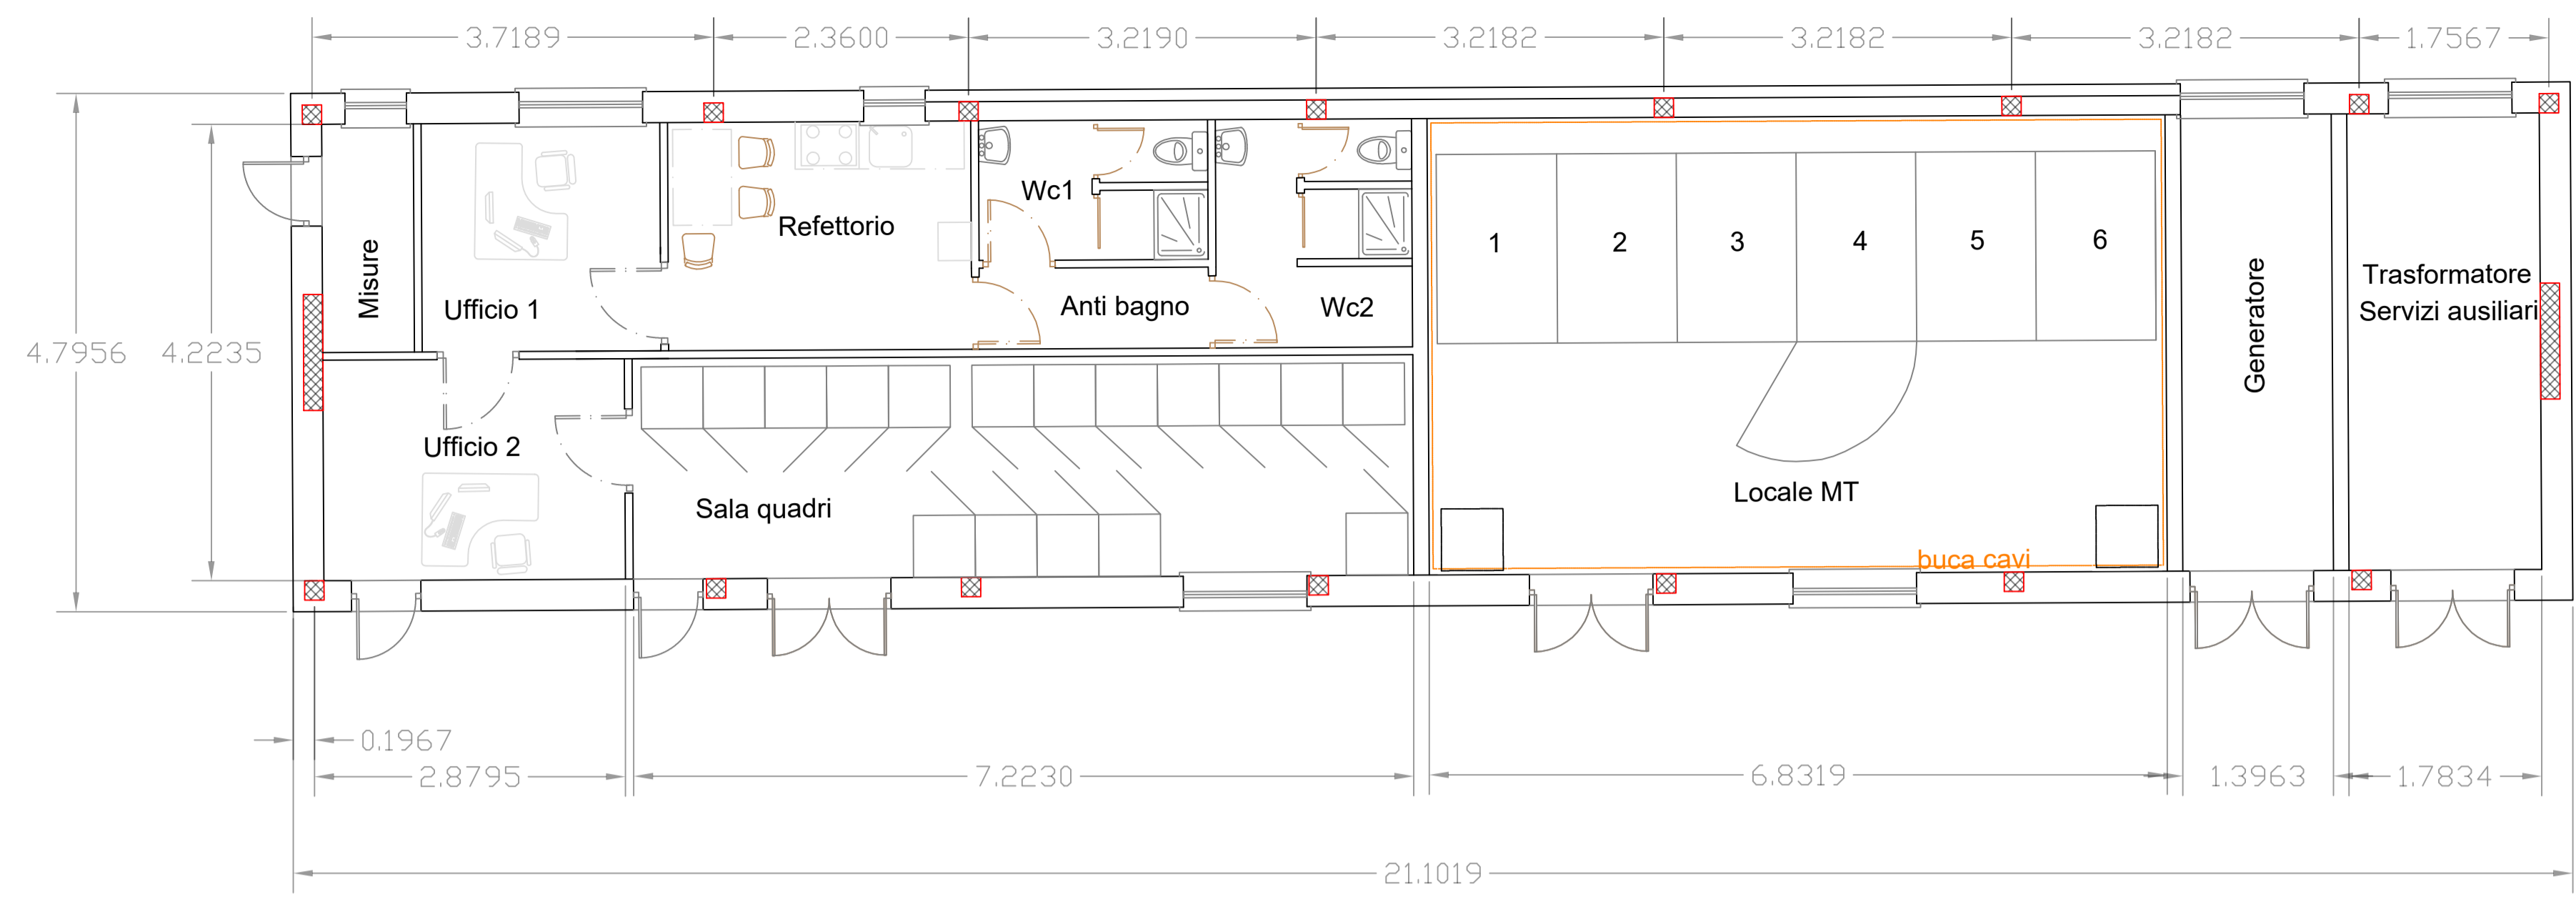 3.7189 2.3600 3.2190 3.2182 3.2182 3.2182 1.7567
Wc1
Refettorio
1 2 3 4 5 6
Misure
Generatore
Trasformatore
Servizi ausiliari
Ufficio 1
Anti bagno
Wc2
4.7956 4.2235
Ufficio 2
Sala quadri
Locale MT
buca cavi
0.1967
2.8795 7.2230 6.8319 1.3963 1.7834
21.1019